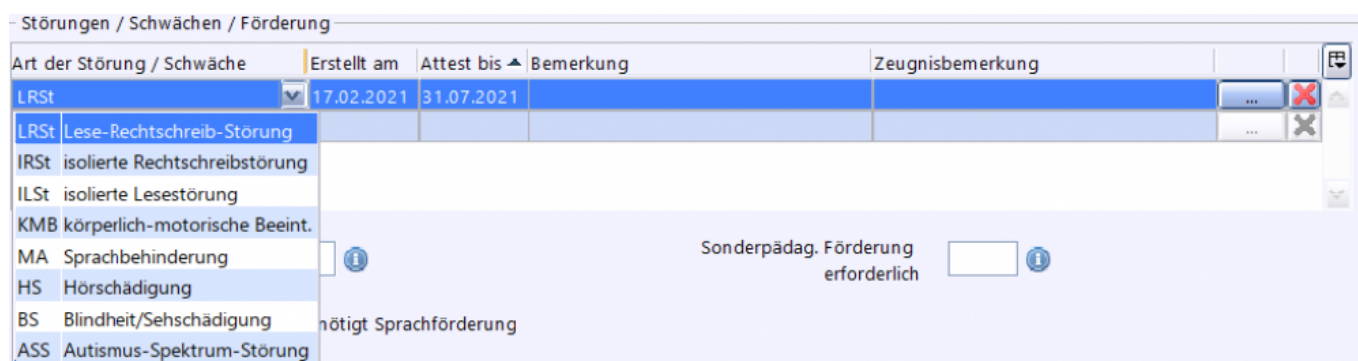 Störungen / Schwächen / Förderung
Art der Störung / Schwäche Erstellt am Attest bis Bemerkung Zeugnisbemerkung
LRSt 17.02.2021 31.07.2021 ...
LRSt Lese-Rechtschreib-Störung ...
IRSt isolierte Rechtschreibstörung
ILSt isolierte Lesestörung
KMB körperlich-motorische Beeint.
MA Sprachbehinderung Sonderpädag. Förderung
erforderlich
HS Hörschädigung
BS Blindheit/Sehschädigung nötigt Sprachförderung
ASS Autismus-Spektrum-Störung